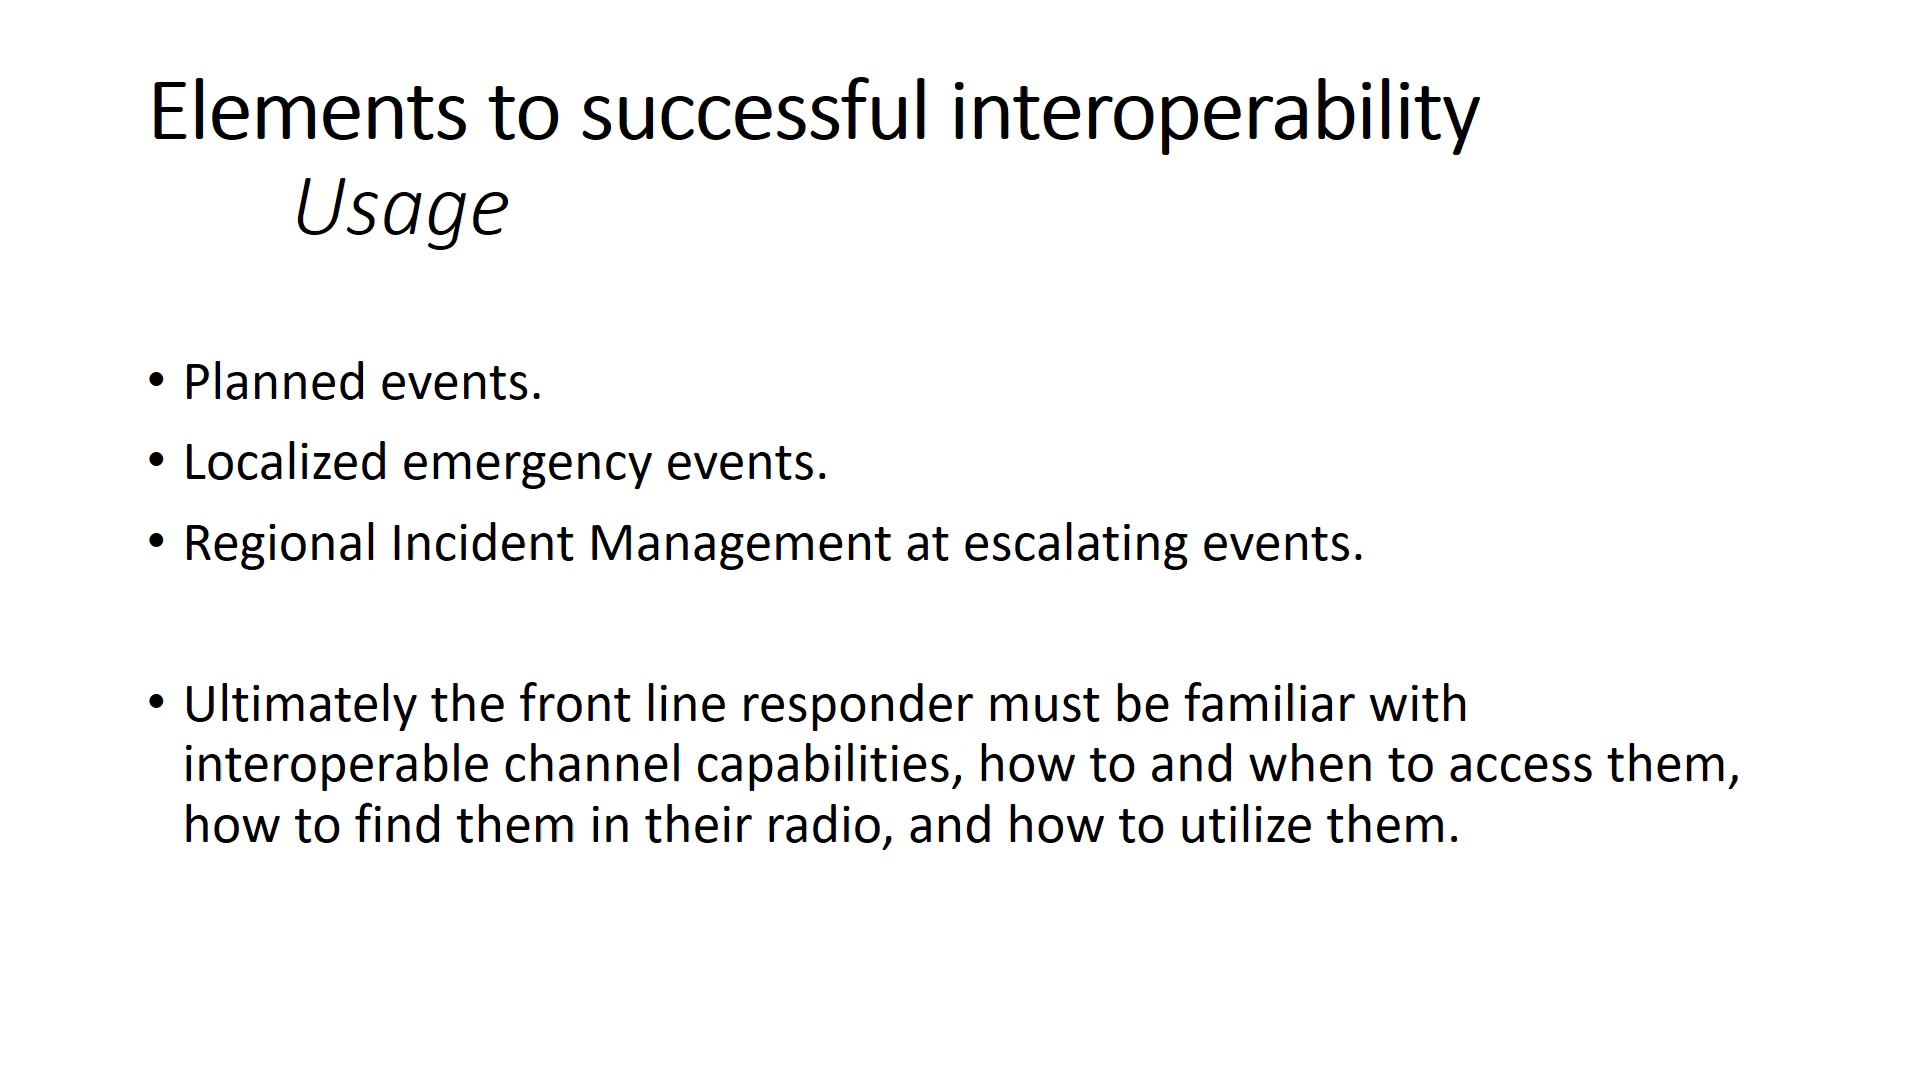 Elements to successful interoperability
Usage
• Planned events.
• Localized emergency events.
• Regional Incident Management at escalating events.
• Ultimately the front line responder must be familiar with
interoperable channel capabilities, how to and when to access them,
how to find them in their radio, and how to utilize them.